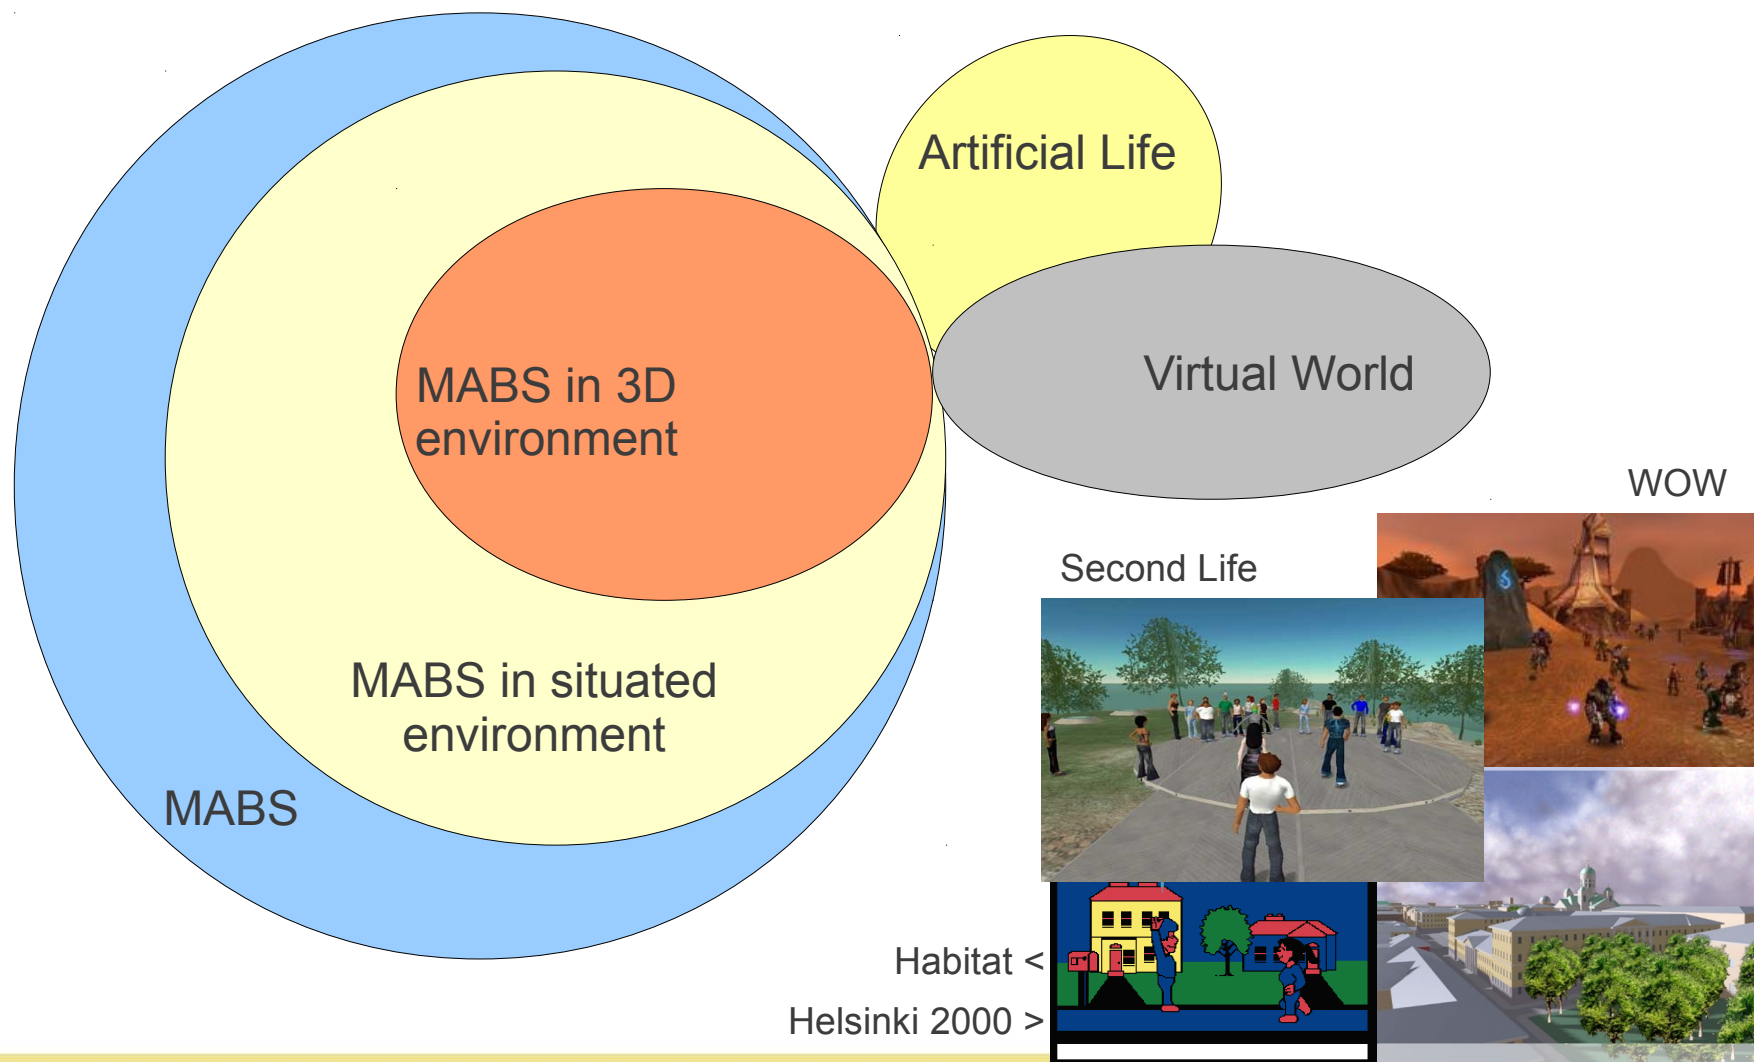 Artificial Life
Virtual World
MABS in 3D
environment
MABS in situated
environment
MABS
WOW
Second Life
Habitat <
Helsinki 2000 >